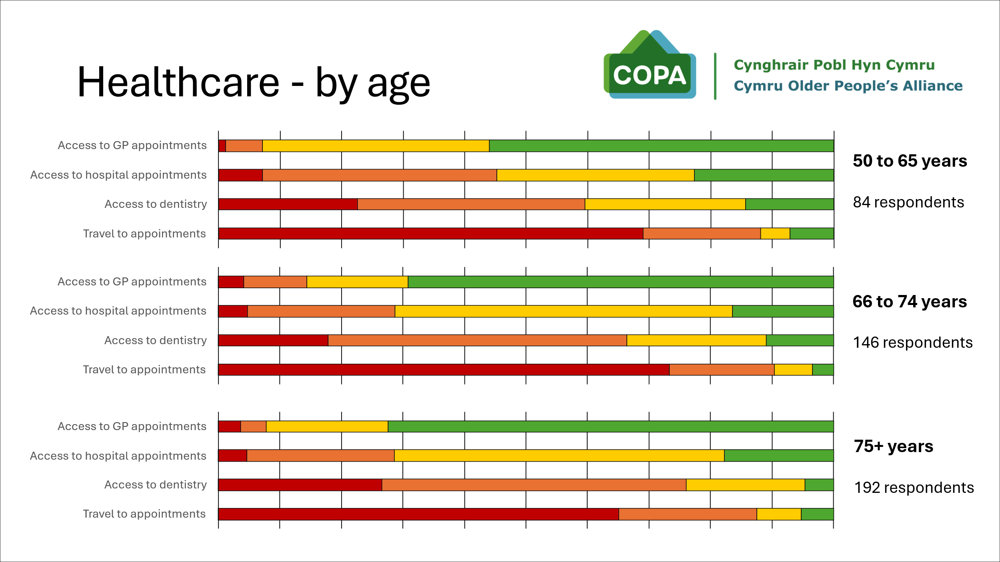 Healthcare - by age
COPA
Cynghrair Pobl Hyn Cymru
Cymru Older People’s Alliance
Access to GP appointments
Access to hospital appointments
Access to dentistry
Travel to appointments
50 to 65 years
84 respondents
Access to GP appointments
Access to hospital appointments
Access to dentistry
Travel to appointments
66 to 74 years
146 respondents
Access to GP appointments
Access to hospital appointments
Access to dentistry
Travel to appointments
75+ years
192 respondents